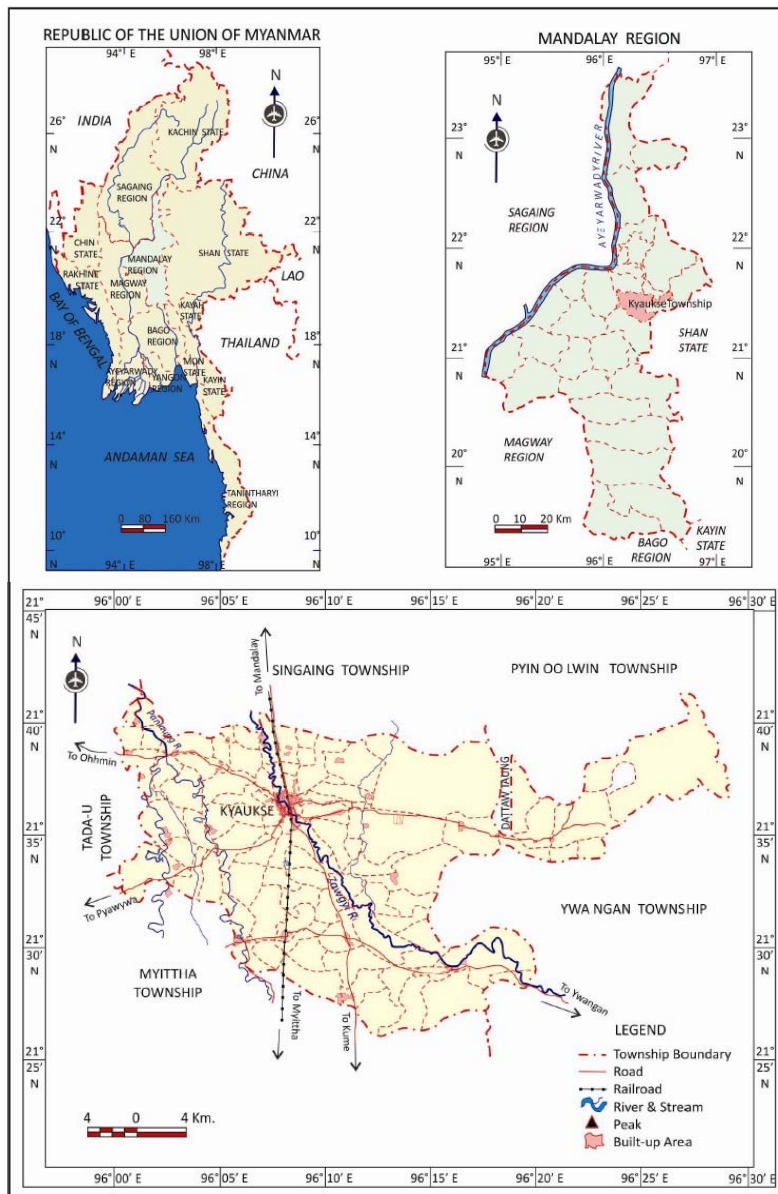 REPUBLIC OF THE UNION OF MYANMAR
94° E 98° E
N
INDIA
26° N
26° N
KACHIN STATE
CHINA
SAGAING REGION
22° N
22° N
CHIN STATE
SHAN STATE
MANDALAY REGION
LAO
RAKHINE STATE
MAGWAY REGION
KAYAH STATE
BAY OF BENGAL
BAGO REGION
THAILAND
18° N
18° N
MON STATE
AYEYARWADY REGION
YANGON REGION
KAYIN STATE
14° N
14° N
ANDAMAN SEA
TANINTHARYI REGION
0 80 160 Km
10° N
10° N
94° E 98° E
MANDALAY REGION
95° E 96° E 97° E
N
23° N
23° N
AYEYARWADYRIVER
SAGAING REGION
22° N
22° N
KyaukseTownship
SHAN STATE
21° N
21° N
MAGWAY REGION
20° N
20° N
0 10 20 Km
KAYIN STATE
BAGO REGION
95° E 96° E 97° E
21° 45' N
96° 00' E 96° 05' E 96° 10' E 96° 15' E 96° 20' E 96° 25' E 96° 30' E
21° 45' N
N
To Mandalay
SINGAING TOWNSHIP
PYIN OO LWIN TOWNSHIP
21° 40' N
21° 40' N
To Ohhmin
KYAUKSE
DATTAW TAUNG
TADA-U TOWNSHIP
21° 35' N
21° 35' N
Zawgyi R.
To Pyawywa
YWA NGAN TOWNSHIP
21° 30' N
21° 30' N
MYITTHA TOWNSHIP
To Ywangan
To Myittha
To Kume
21° 25' N
21° 25' N
LEGEND
Township Boundary
Road
Railroad
River & Stream
Peak
Built-up Area
4 0 4 Km.
96° 00' E 96° 05' E 96° 10' E 96° 15' E 96° 20' E 96° 25' E 96° 30' E